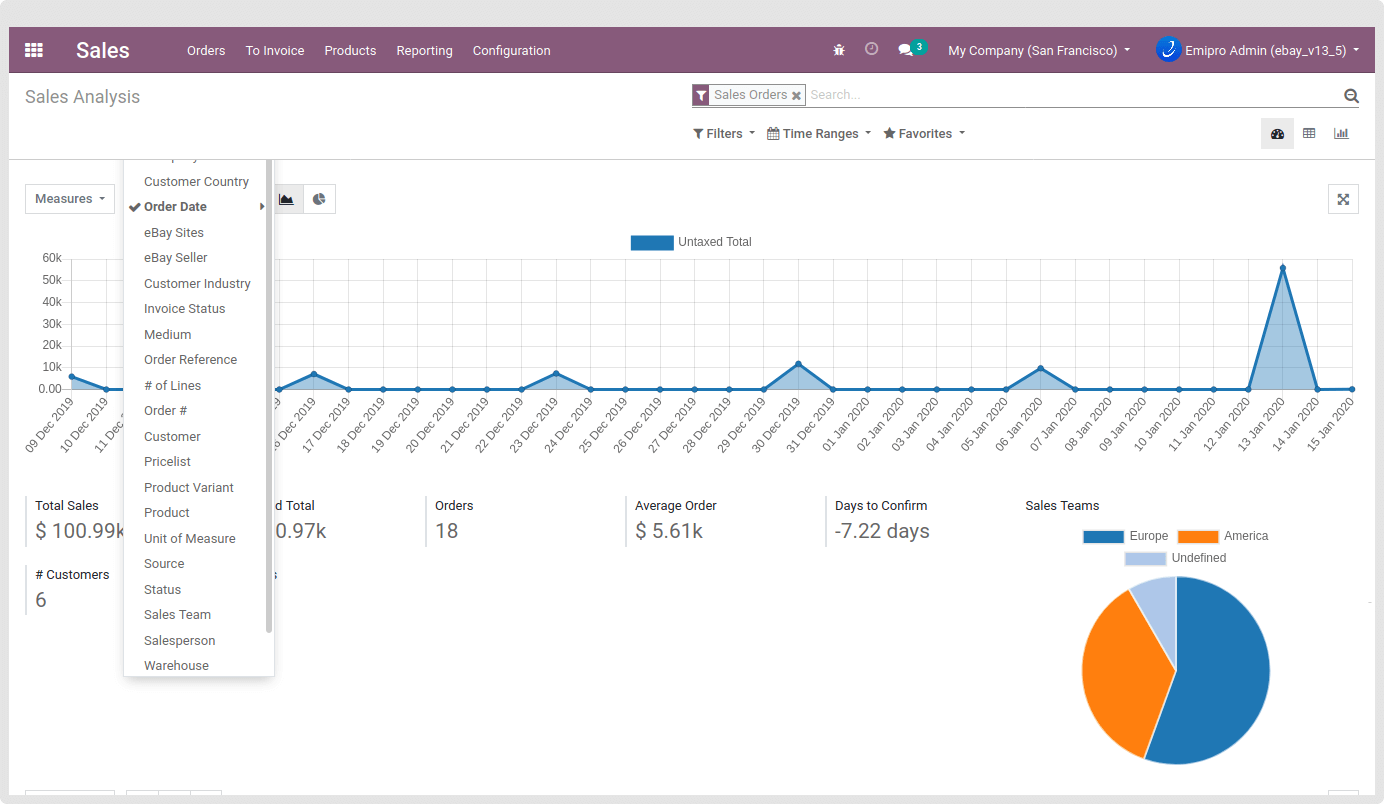 Sales Orders To Invoice Products Reporting Configuration 3 My Company (San Francisco) Emipro Admin (ebay_v13_5)
Sales Analysis Sales Orders Search...
Filters Time Ranges Favorites
Customer Country
Measures
Order Date
eBay Sites
eBay Seller
Customer Industry
Invoice Status
Medium
Order Reference
# of Lines
Order #
Customer
Pricelist
Product Variant
Product
Unit of Measure
Source
Status
Sales Team
Salesperson
Warehouse
Untaxed Total
60k
50k
40k
30k
20k
10k
0.00
09 Dec 2019
10 Dec 2019
17 Dec 2019
18 Dec 2019
19 Dec 2019
20 Dec 2019
21 Dec 2019
22 Dec 2019
23 Dec 2019
24 Dec 2019
25 Dec 2019
26 Dec 2019
27 Dec 2019
28 Dec 2019
29 Dec 2019
30 Dec 2019
31 Dec 2019
01 Jan 2020
02 Jan 2020
03 Jan 2020
04 Jan 2020
05 Jan 2020
06 Jan 2020
07 Jan 2020
08 Jan 2020
09 Jan 2020
10 Jan 2020
11 Jan 2020
12 Jan 2020
13 Jan 2020
14 Jan 2020
15 Jan 2020
Total Sales
$ 100.99k
d Total
0.97k
Orders
18
Average Order
$ 5.61k
Days to Confirm
-7.22 days
Sales Teams
Europe America
Undefined
# Customers
6